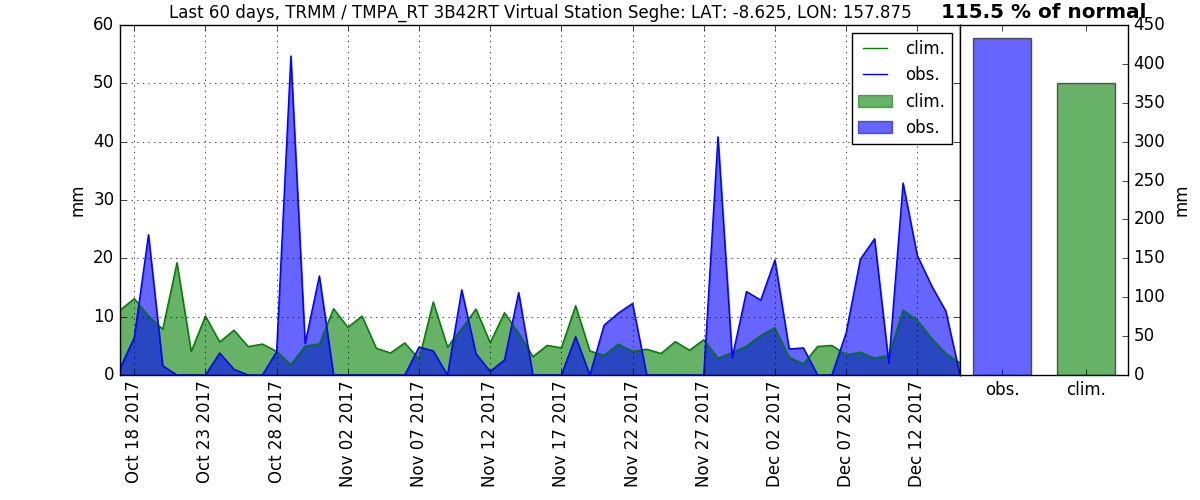 Last 60 days, TRMM / TMPA_RT 3B42RT Virtual Station Seghe: LAT: -8.625, LON: 157.875
115.5 % of normal
60
50
40
30
20
10
0
mm
clim.
obs.
clim.
obs.
Oct 18 2017
Oct 23 2017
Oct 28 2017
Nov 02 2017
Nov 07 2017
Nov 12 2017
Nov 17 2017
Nov 22 2017
Nov 27 2017
Dec 02 2017
Dec 07 2017
Dec 12 2017
450
400
350
300
250
200
150
100
50
0
mm
obs.
clim.